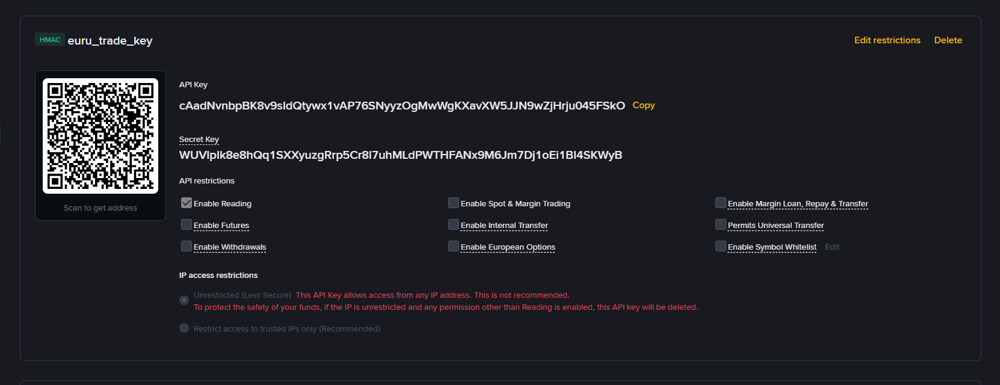 HMAC euru_trade_key
Edit restrictions Delete
API Key
Copy
Secret Key
Scan to get address
API restrictions
Enable Reading Enable Spot & Margin Trading Enable Margin Loan, Repay & Transfer
Enable Futures Enable Internal Transfer Permits Universal Transfer
Enable Withdrawals Enable European Options Enable Symbol Whitelist Edit
IP access restrictions
Unrestricted (Less Secure) This API Key allows access from any IP address. This is not recommended.
To protect the safety of your funds, if the IP is unrestricted and any permission other than Reading is enabled, this API key will be deleted.
Restrict access to trusted IPs only (Recommended)